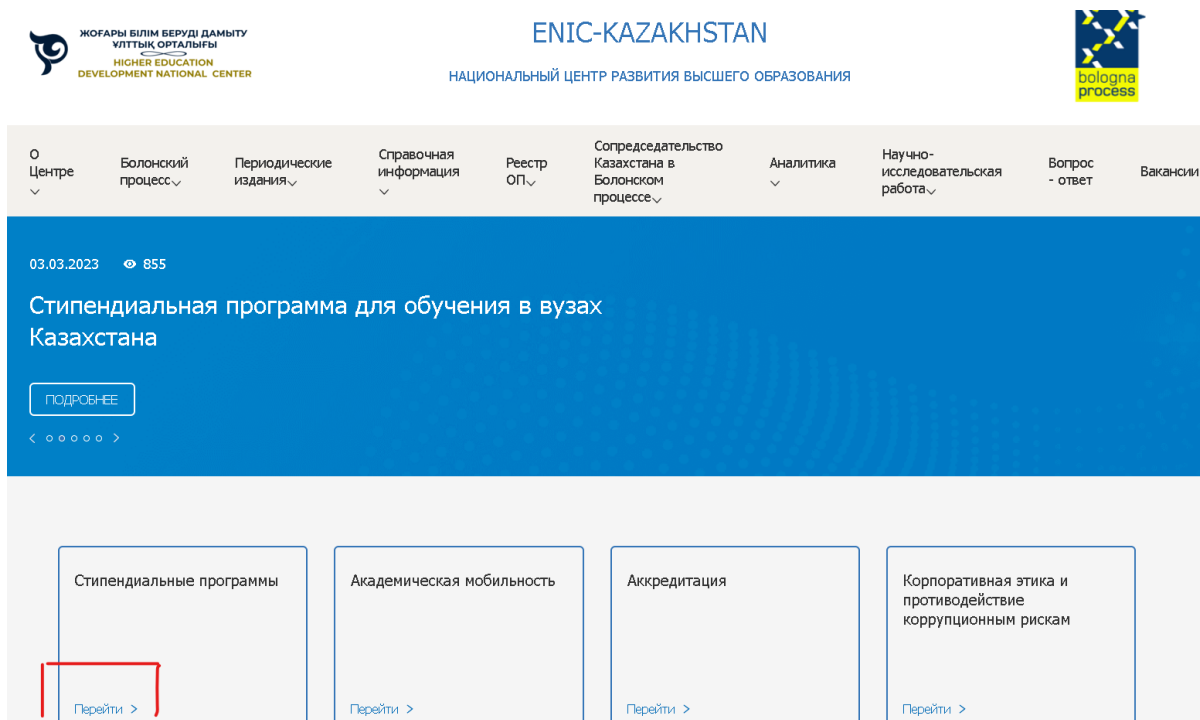 ЖОҒАРЫ БІЛІМ БЕРУДІ ДАМЫТУ
ҰЛТТЫҚ ОРТАЛЫҒЫ
HIGHER EDUCATION
DEVELOPMENT NATIONAL CENTER
ENIC-KAZAKHSTAN
НАЦИОНАЛЬНЫЙ ЦЕНТР РАЗВИТИЯ ВЫСШЕГО ОБРАЗОВАНИЯ
bologna
process
О
Центре
Болонский
процесс
Периодические
издания
Справочная
информация
Реестр
ОП
Сопредседательство
Казахстана в
Болонском
процессе
Аналитика
Научно-
исследовательская
работа
Вопрос
- ответ
Вакансии
03.03.2023 855
Стипендиальная программа для обучения в вузах
Казахстана
ПОДРОБНЕЕ
Стипендиальные программы
Перейти >
Академическая мобильность
Перейти >
Аккредитация
Перейти >
Корпоративная этика и
противодействие
коррупционным рискам
Перейти >